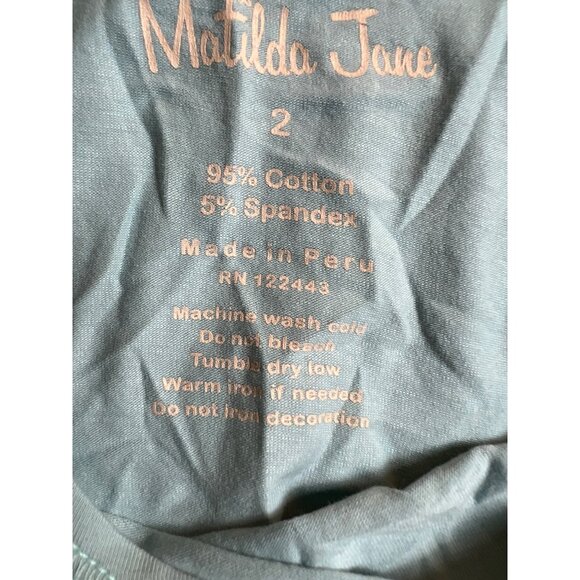 Matilda Jane
2
95% Cotton
5% Spandex
Made in Peru
RN 122443
Machine wash cold
Do not bleach
Tumble dry low
Warm iron if needed
Do not iron decoration